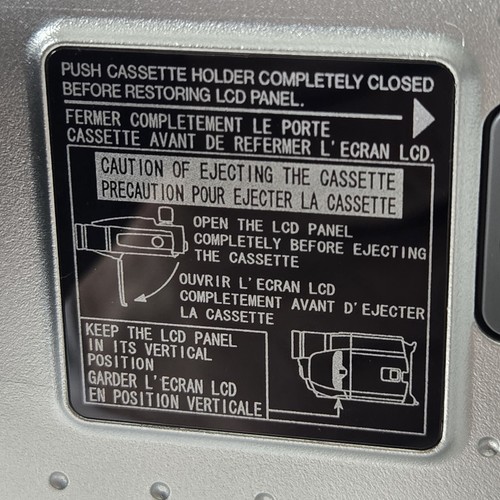 PUSH CASSETTE HOLDER COMPLETELY CLOSED
BEFORE RESTORING LCD PANEL.
FERMER COMPLETEMENT LE PORTE
CASSETTE AVANT DE REFERMER L'ECRAN LCD.
CAUTION OF EJECTING THE CASSETTE
PRECAUTION POUR EJECTER LA CASSETTE
OPEN THE LCD PANEL
COMPLETELY BEFORE EJECTING
THE CASSETTE
OUVRIR L'ECRAN LCD
COMPLETEMENT AVANT D'EJECTER
LA CASSETTE
KEEP THE LCD PANEL
IN ITS VERTICAL
POSITION
GARDER L'ECRAN LCD
EN POSITION VERTICALE